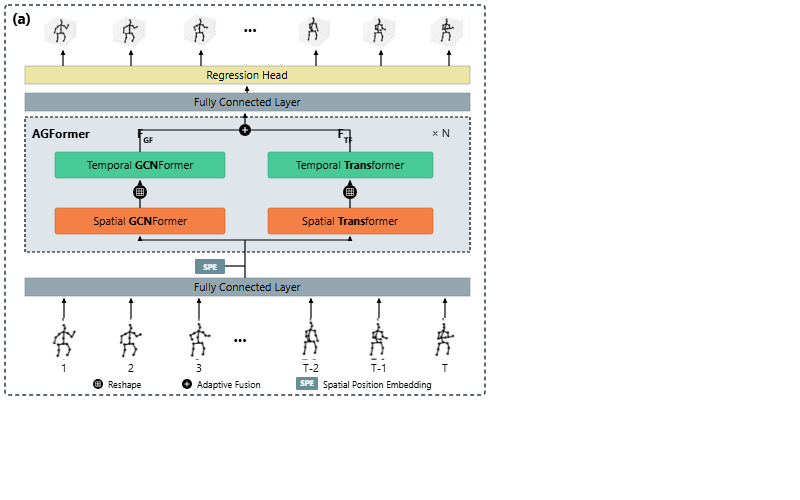 (a)
Regression Head
Fully Connected Layer
AGFormer F GF F TF × N
Temporal GCNFormer Temporal Transformer
Spatial GCNFormer Spatial Transformer
SPE
Fully Connected Layer
1 2 3 T-2 T-1 T
Reshape Adaptive Fusion SPE Spatial Position Embedding